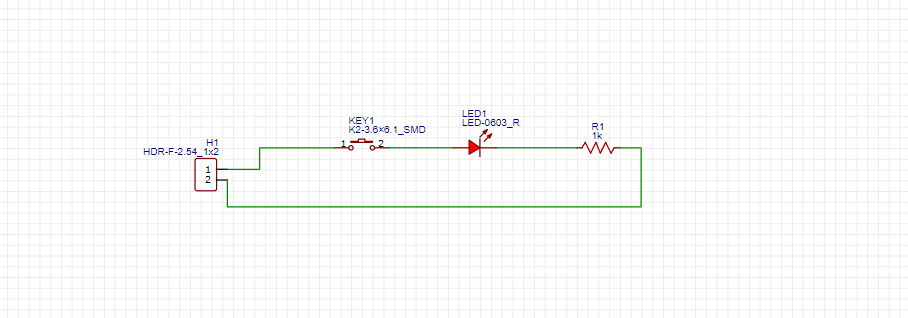 H1
HDR-F-2.54_1x2
1
2
KEY1
K2-3.6×6.1_SMD
1
2
LED1
LED-0603_R
R1
1k